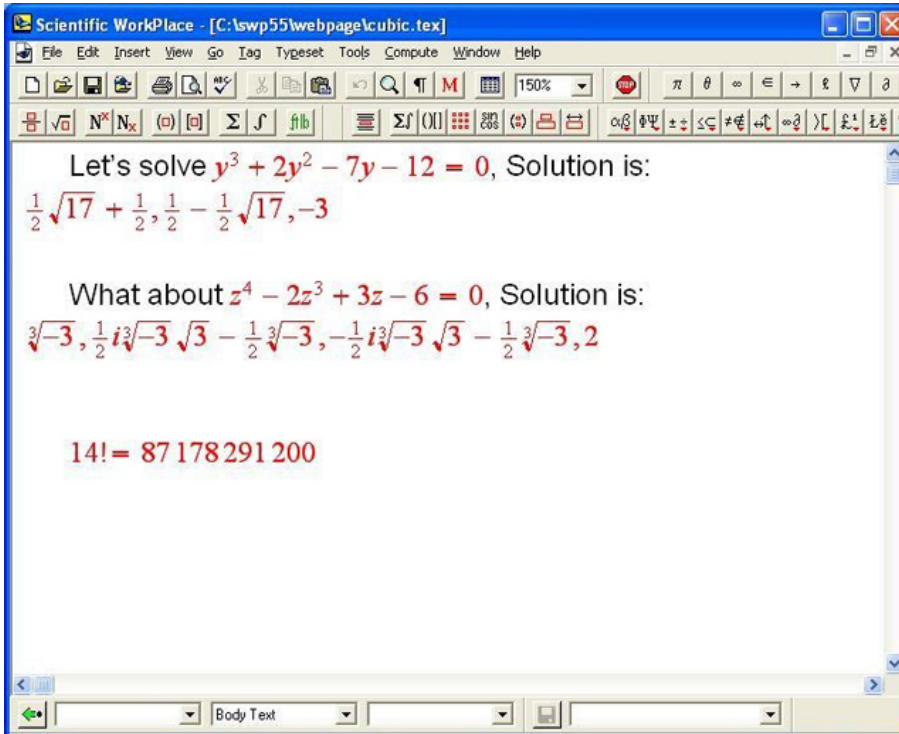 Scientific WorkPlace - [C:\swp55\webpage\cubic.tex]
File Edit Insert View Go Tag Typeset Tools Compute Window Help
150% STOP π θ ∞ ∈ → ℓ ∇ ∂
Let's solve y³ + 2y² − 7y − 12 = 0, Solution is:
½√17 + ½, ½ − ½√17, −3
What about z⁴ − 2z³ + 3z − 6 = 0, Solution is:
∛−3, ½i∛−3 √3 − ½∛−3, −½i∛−3 √3 − ½∛−3, 2
14! = 87 178 291 200
Body Text